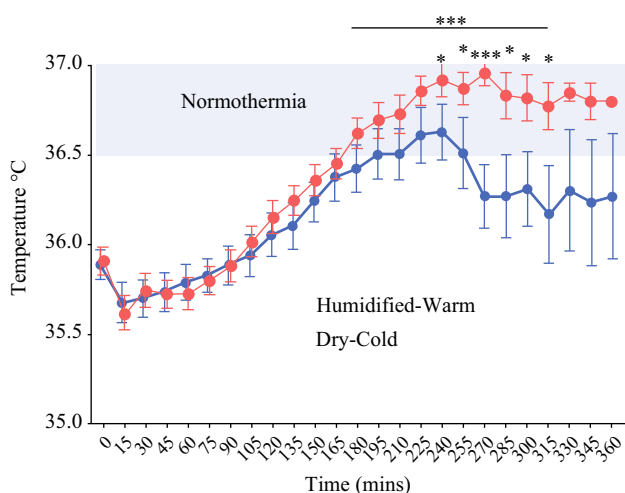 ***
* * *** * * *
37.0
Normothermia
36.5
36.0
Humidified-Warm
35.5
Dry-Cold
35.0
Temperature °C
0 15 30 45 60 75 90 105 120 135 150 165 180 195 210 225 240 255 270 285 300 315 330 345 360
Time (mins)